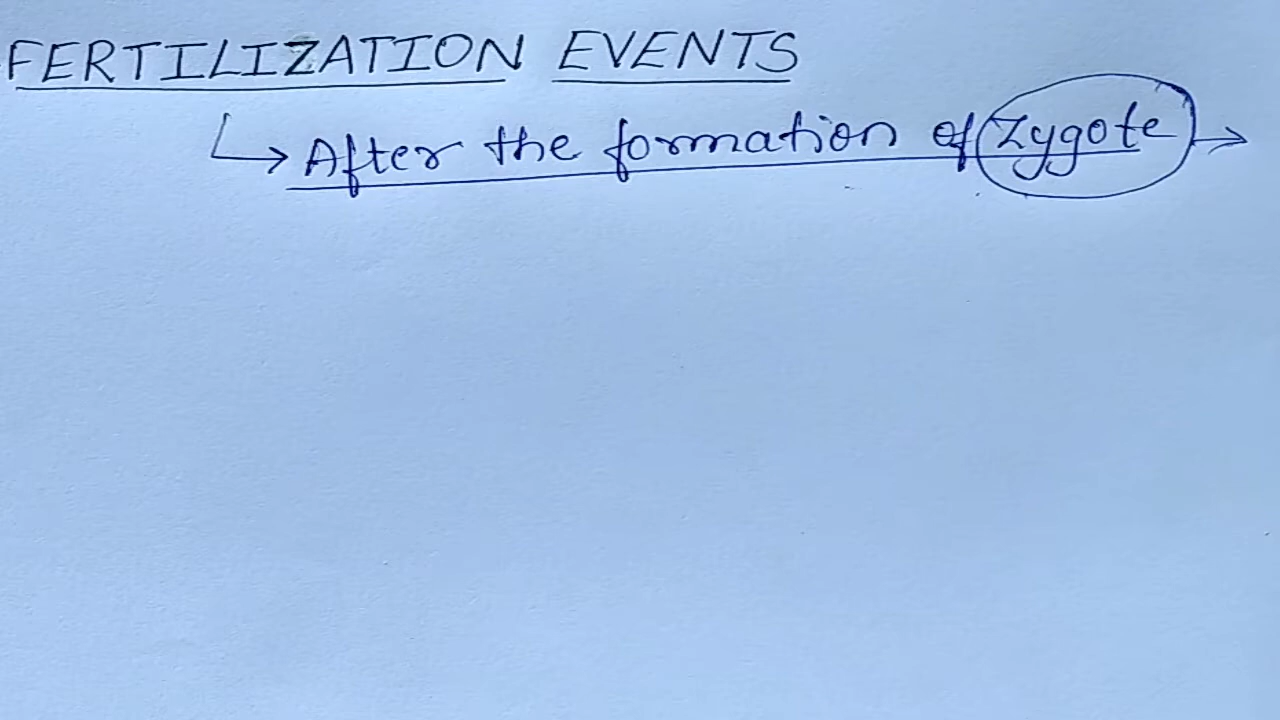 FERTILIZATION EVENTS
↳ After the formation of Zygote →